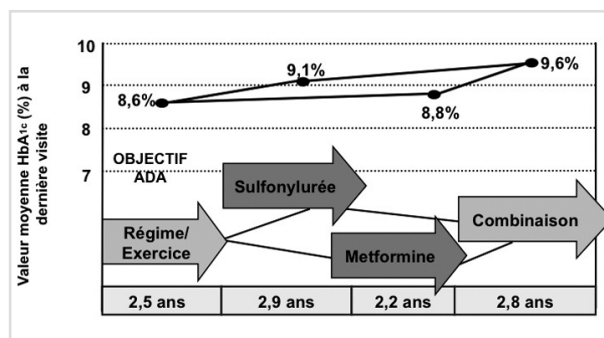 Valeur moyenne HbA1c (%) à la
dernière visite
10
9
8
7
8,6%
9,1%
8,8%
9,6%
OBJECTIF
ADA
Sulfonylurée
Régime/
Exercice
Metformine
Combinaison
2,5 ans
2,9 ans
2,2 ans
2,8 ans